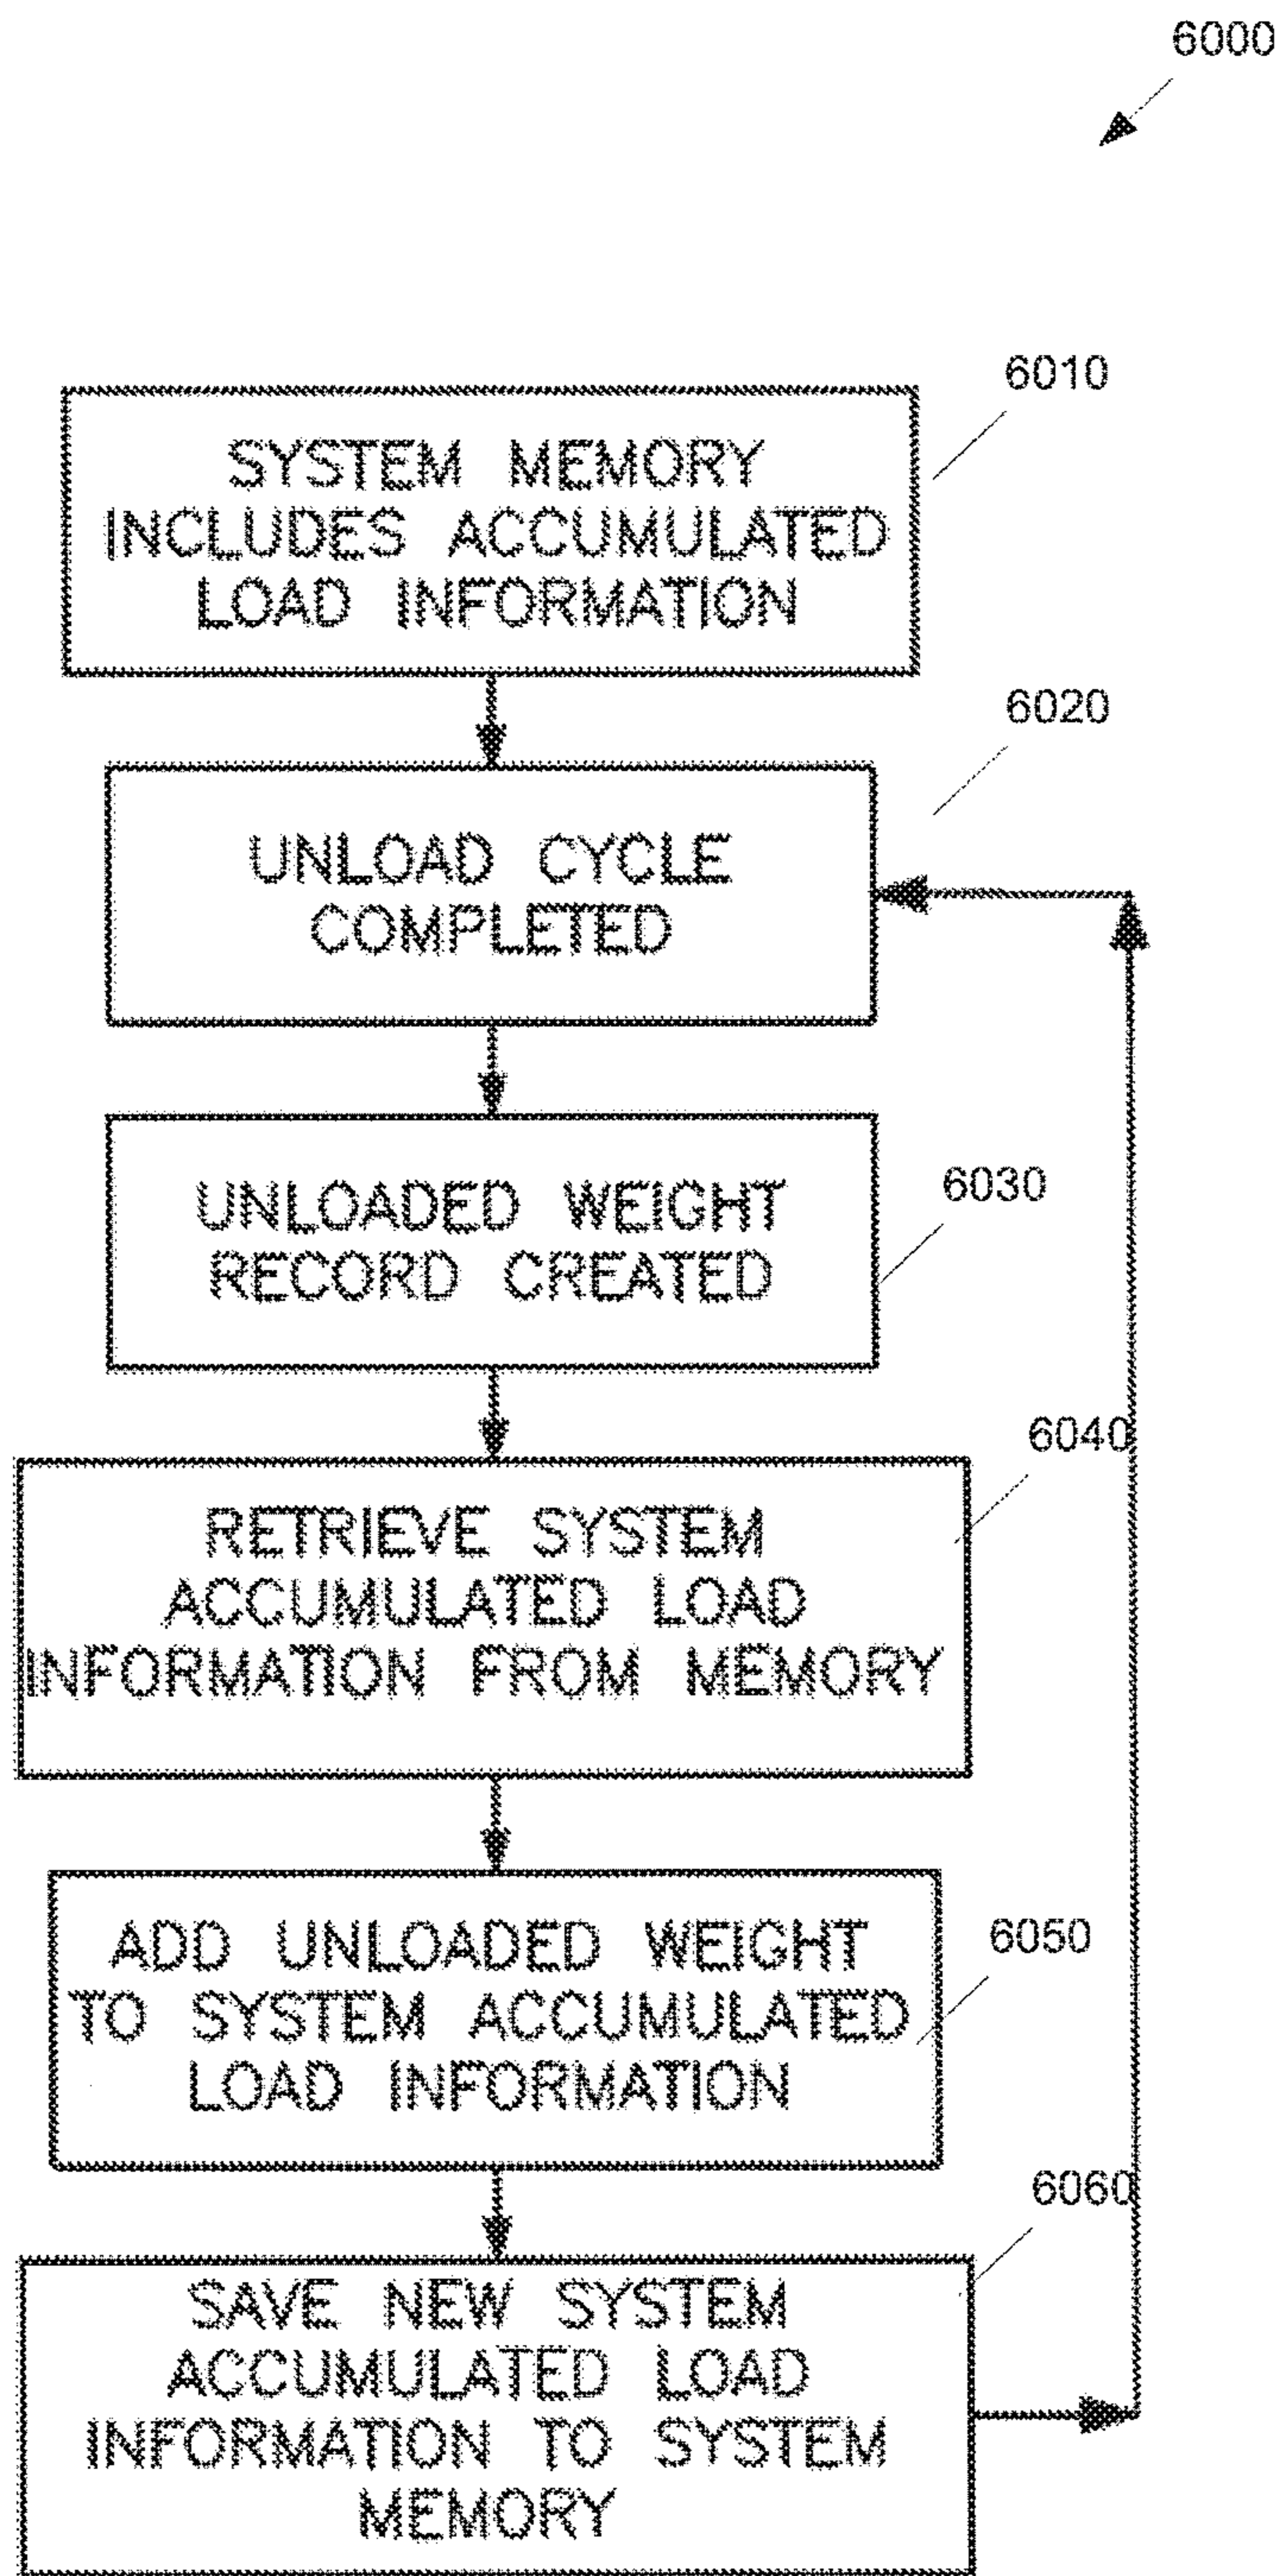 6000
6010
SYSTEM MEMORY
INCLUDES ACCUMULATED
LOAD INFORMATION
6020
UNLOAD CYCLE
COMPLETED
6030
UNLOADED WEIGHT
RECORD CREATED
6040
RETRIEVE SYSTEM
ACCUMULATED LOAD
INFORMATION FROM MEMORY
6050
ADD UNLOADED WEIGHT
TO SYSTEM ACCUMULATED
LOAD INFORMATION
6060
SAVE NEW SYSTEM
ACCUMULATED LOAD
INFORMATION TO SYSTEM
MEMORY